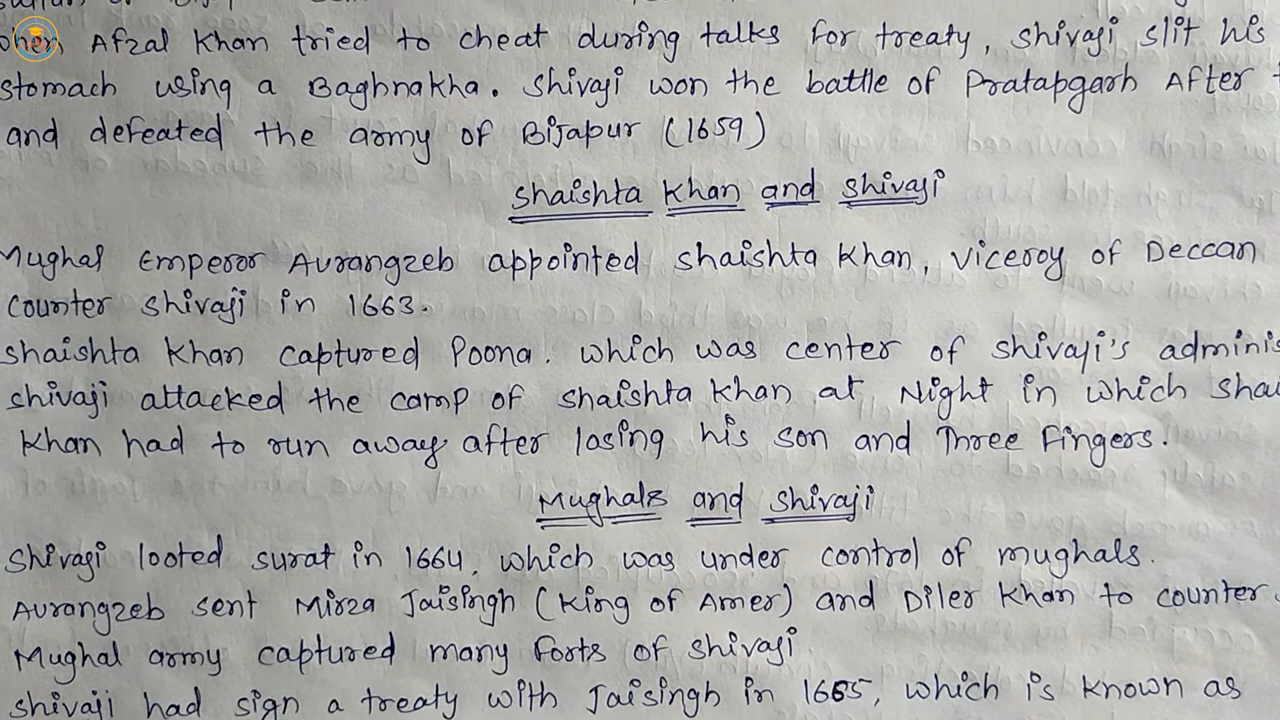 when Afzal Khan tried to cheat during talks for treaty, shivaji slit his
stomach using a Baghnakha. Shivaji won the battle of Pratapgarh After
and defeated the army of Bijapur (1659)
Shaishta Khan and Shivaji
Mughal Emperor Aurangzeb appointed shaishta Khan, viceroy of Deccan
counter shivaji in 1663.
shaishta Khan captured Poona. which was center of shivaji's adminis
shivaji attacked the camp of shaishta Khan at Night in which shai
Khan had to run away after losing his son and Three Fingers.
Mughals and Shivaji
Shivaji looted surat in 1664, which was under control of mughals.
Aurangzeb sent Mirza Jaisingh (King of Amer) and Diler Khan to counter
Mughal army captured many forts of shivaji
shivaji had sign a treaty with Jaisingh in 1665, which is known as